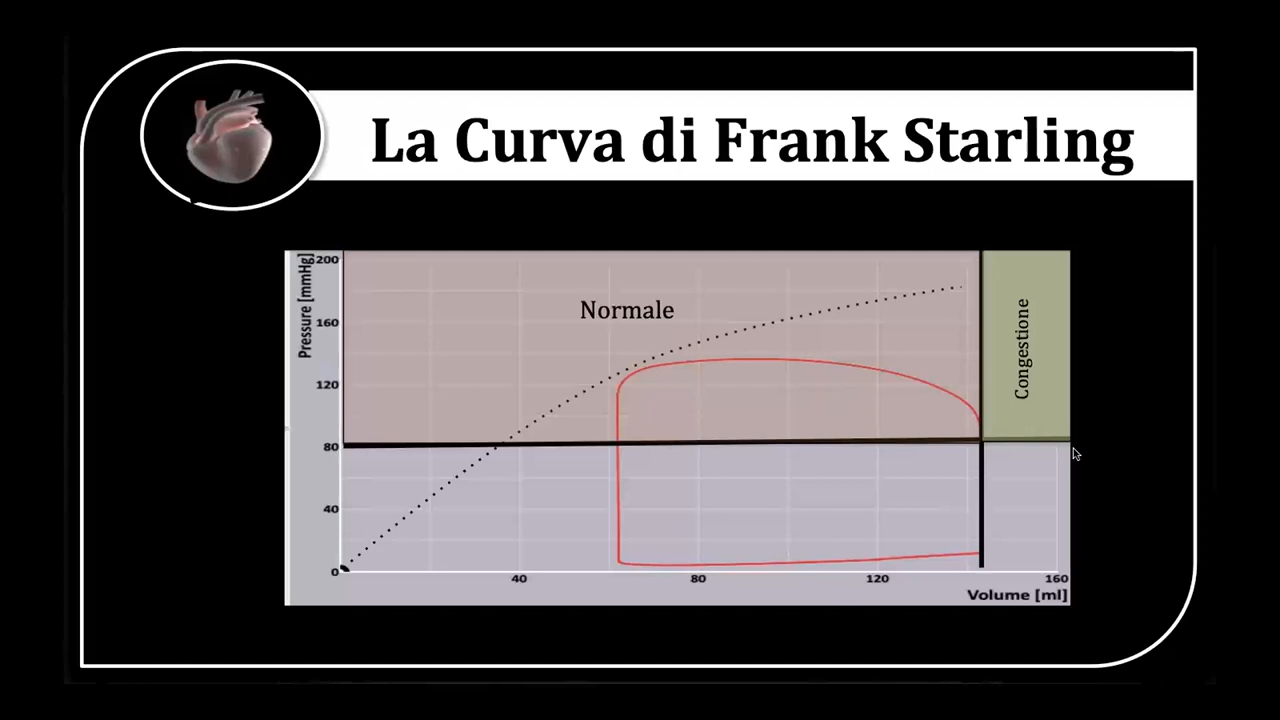 La Curva di Frank Starling
Pressure [mmHg]
200
160
120
80
40
0
Normale
Congestione
40
80
120
160
Volume [ml]